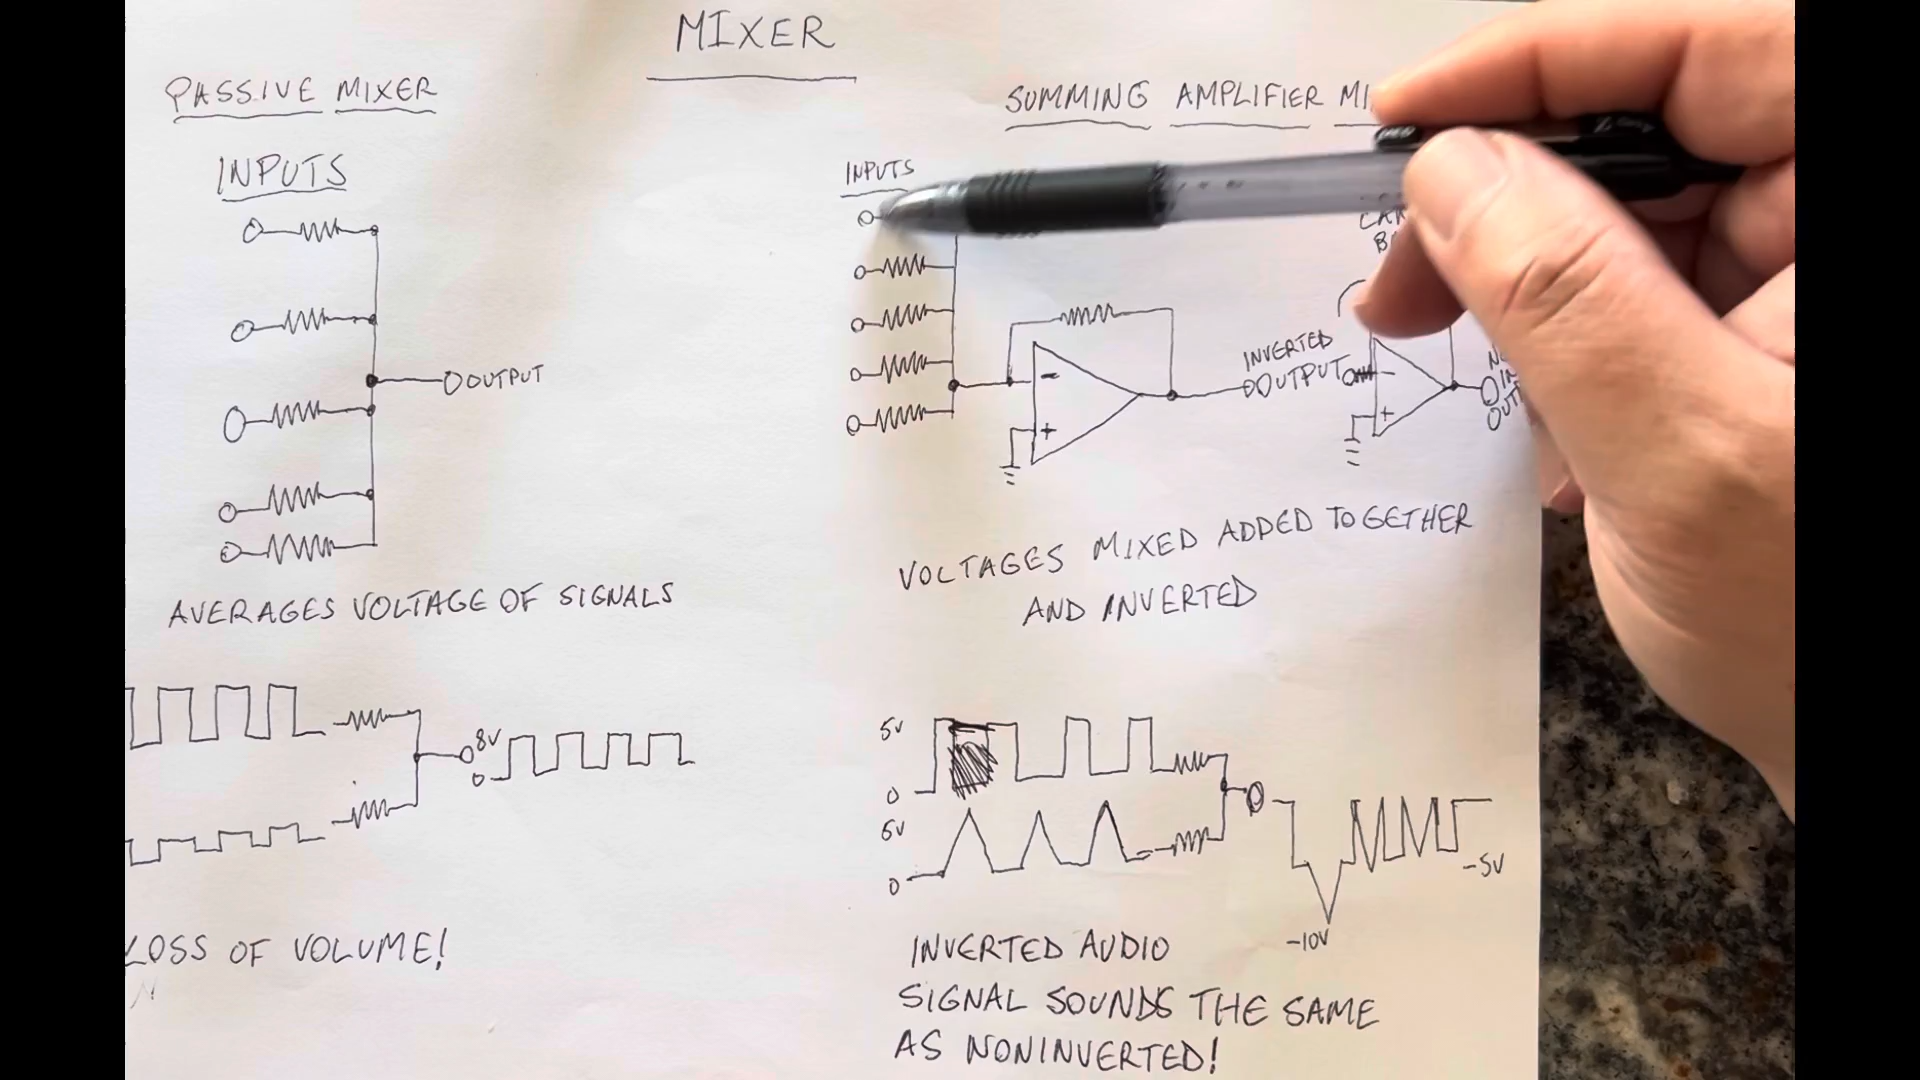 MIXER
PASSIVE MIXER
INPUTS
OUTPUT
AVERAGES VOLTAGE OF SIGNALS
8V
0
LOSS OF VOLUME!
SUMMING AMPLIFIER
INPUTS
-
+
INVERTED
OUTPUT
-
+
VOLTAGES MIXED ADDED TOGETHER
AND INVERTED
5V
0
5V
0
-5V
-10V
INVERTED AUDIO
SIGNAL SOUNDS THE SAME
AS NONINVERTED!